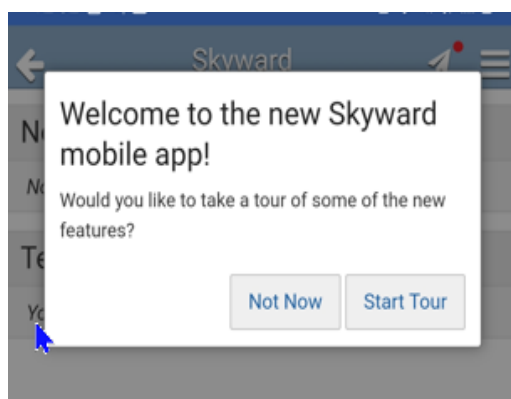 Skyward
Welcome to the new Skyward
mobile app!
Would you like to take a tour of some of the new
features?
Not Now
Start Tour